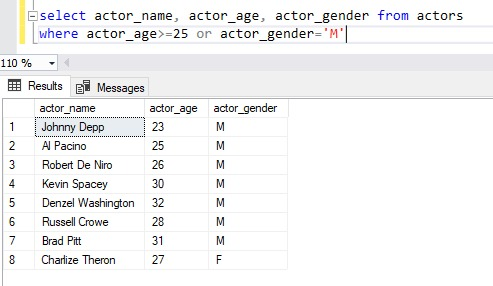 select actor_name, actor_age, actor_gender from actors
where actor_age>=25 or actor_gender='M'
110 %
Results Messages
actor_name actor_age actor_gender
1 Johnny Depp 23 M
2 Al Pacino 25 M
3 Robert De Niro 26 M
4 Kevin Spacey 30 M
5 Denzel Washington 32 M
6 Russell Crowe 28 M
7 Brad Pitt 31 M
8 Charlize Theron 27 F